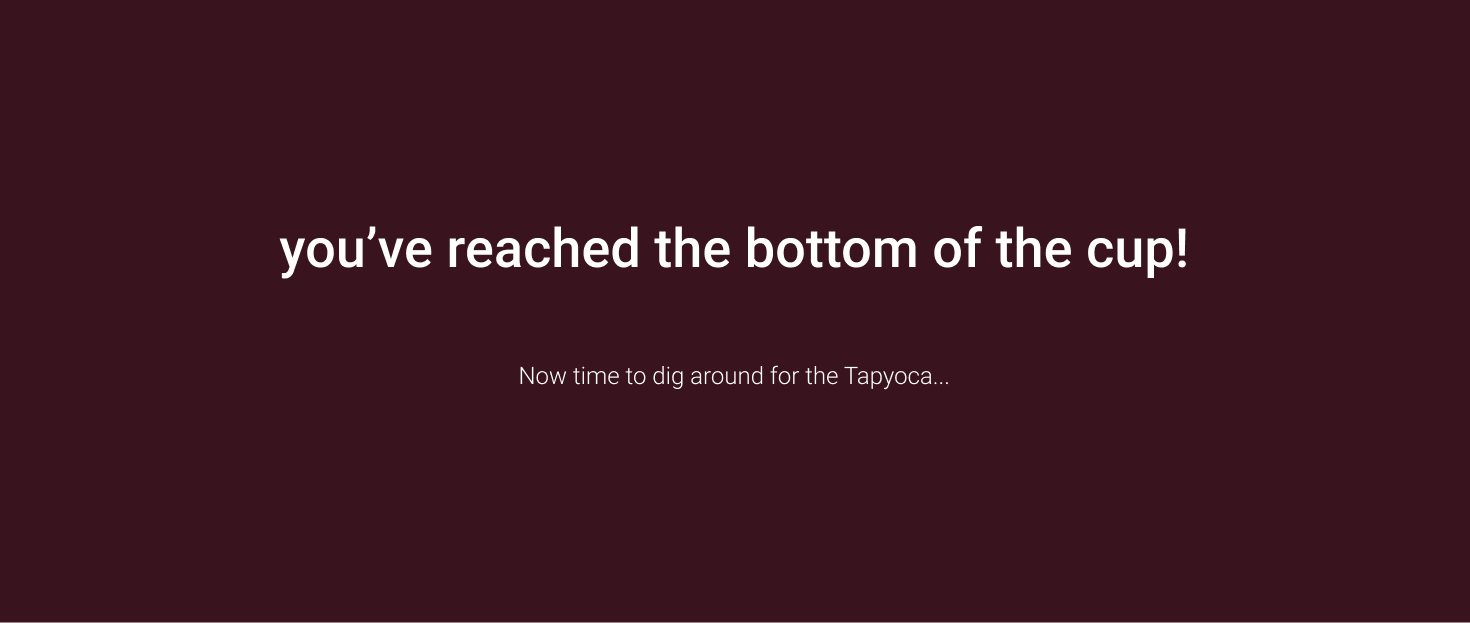 you’ve reached the bottom of the cup!
Now time to dig around for the Tapyoca...